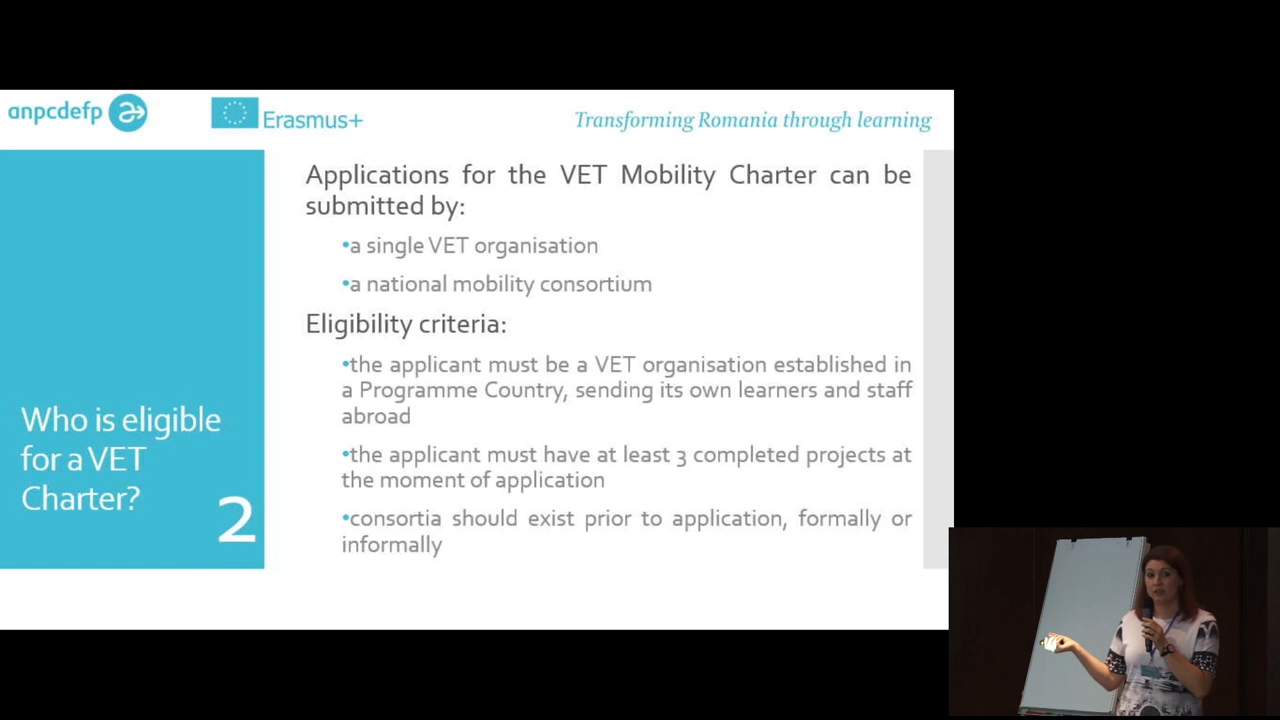 anpcdefp
Erasmus+
Transforming Romania through learning
Applications for the VET Mobility Charter can be
submitted by:
•a single VET organisation
•a national mobility consortium
Eligibility criteria:
•the applicant must be a VET organisation established in
a Programme Country, sending its own learners and staff
abroad
•the applicant must have at least 3 completed projects at
the moment of application
•consortia should exist prior to application, formally or
informally
Who is eligible
for a VET
Charter?
2